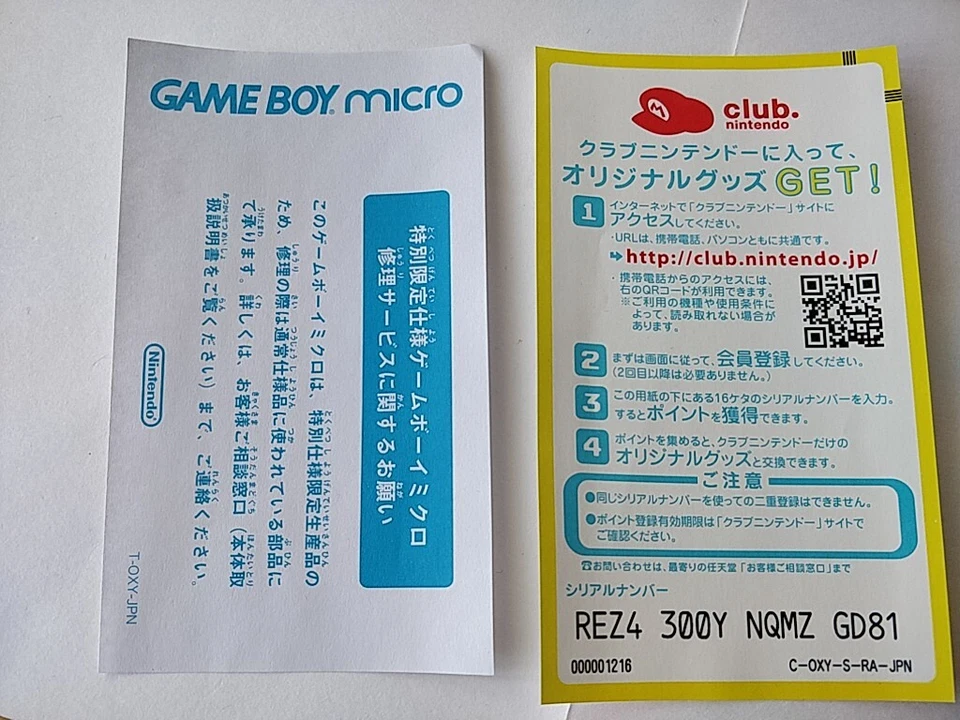 GAME BOY micro
特別限定仕様ゲームボーイミクロ
修理サービスに関するお願い
このゲームボーイミクロは、特別仕様限定生産品の
ため、修理の際は通常仕様品に使われている部品に
て承ります。詳しくは、お客様ご相談窓口（本体取
扱説明書をご覧ください）まで、ご連絡ください。
Nintendo
T-OXY-JPN
club.
nintendo
クラブニンテンドーに入って、
オリジナルグッズGET!
1 インターネットで「クラブニンテンドー」サイトに
アクセスしてください。
・URLは、携帯電話、パソコンともに共通です。
http://club.nintendo.jp/
・携帯電話からのアクセスには、
右のQRコードが利用できます。
※ご利用の機種や使用条件に
よって、読み取れない場合が
あります。
2 まずは画面に従って、会員登録してください。
(2回目以降は必要ありません。)
3 この用紙の下にある16ケタのシリアルナンバーを入力。
するとポイントを獲得できます。
4 ポイントを集めると、クラブニンテンドーだけの
オリジナルグッズと交換できます。
ご注意
●同じシリアルナンバーを使っての二重登録はできません。
●ポイント登録有効期限は「クラブニンテンドー」サイトで
ご確認ください。
☎お問い合わせは、最寄りの任天堂「お客様ご相談窓口」まで
シリアルナンバー
REZ4 300Y NQMZ GD81
000001216
C-OXY-S-RA-JPN